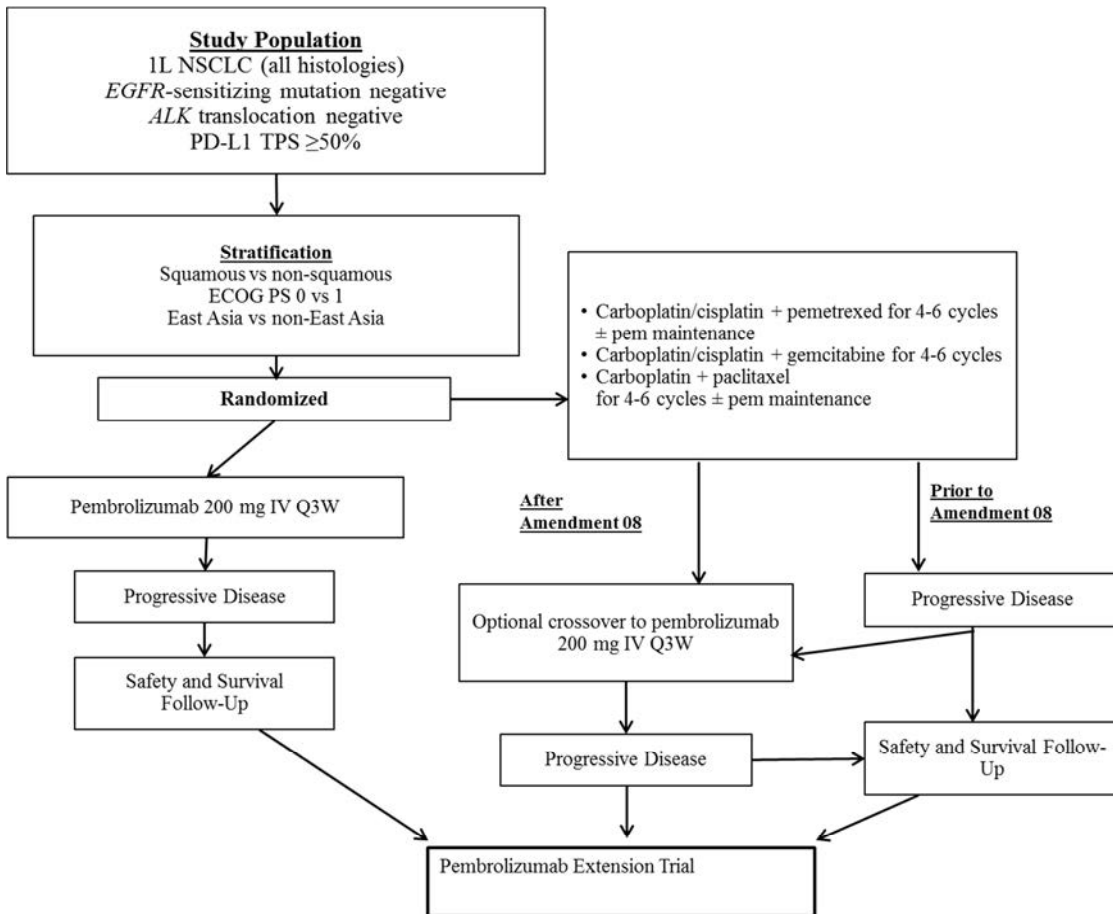 Study Population
1L NSCLC (all histologies)
EGFR-sensitizing mutation negative
ALK translocation negative
PD-L1 TPS ≥50%
Stratification
Squamous vs non-squamous
ECOG PS 0 vs 1
East Asia vs non-East Asia
Randomized
• Carboplatin/cisplatin + pemetrexed for 4-6 cycles
± pem maintenance
• Carboplatin/cisplatin + gemcitabine for 4-6 cycles
• Carboplatin + paclitaxel
for 4-6 cycles ± pem maintenance
Pembrolizumab 200 mg IV Q3W
Progressive Disease
Safety and Survival
Follow-Up
After
Amendment 08
Prior to
Amendment 08
Optional crossover to pembrolizumab
200 mg IV Q3W
Progressive Disease
Progressive Disease
Safety and Survival Follow-
Up
Pembrolizumab Extension Trial